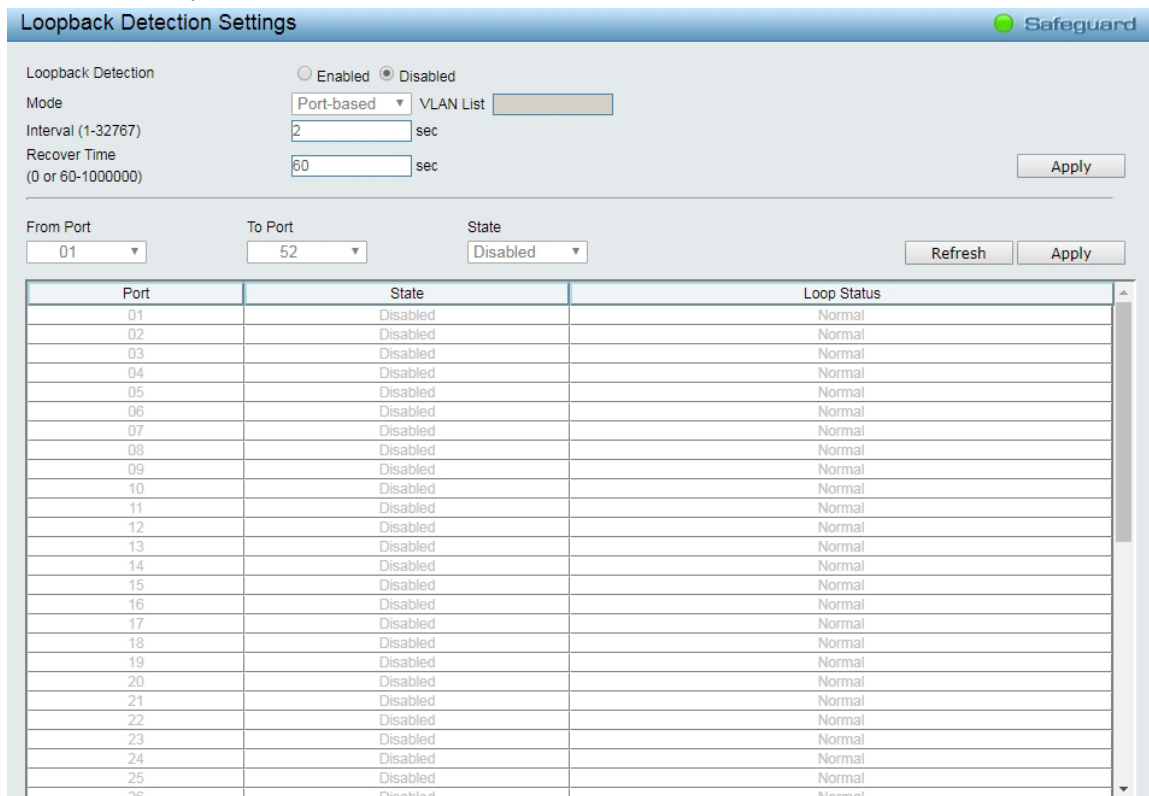 Loopback Detection Settings
Safeguard
Loopback Detection Enabled Disabled
Mode Port-based VLAN List
Interval (1-32767) 2 sec
Recover Time
(0 or 60-1000000) 60 sec Apply
From Port To Port State
01 52 Disabled Refresh Apply
Port State Loop Status
01 Disabled Normal
02 Disabled Normal
03 Disabled Normal
04 Disabled Normal
05 Disabled Normal
06 Disabled Normal
07 Disabled Normal
08 Disabled Normal
09 Disabled Normal
10 Disabled Normal
11 Disabled Normal
12 Disabled Normal
13 Disabled Normal
14 Disabled Normal
15 Disabled Normal
16 Disabled Normal
17 Disabled Normal
18 Disabled Normal
19 Disabled Normal
20 Disabled Normal
21 Disabled Normal
22 Disabled Normal
23 Disabled Normal
24 Disabled Normal
25 Disabled Normal